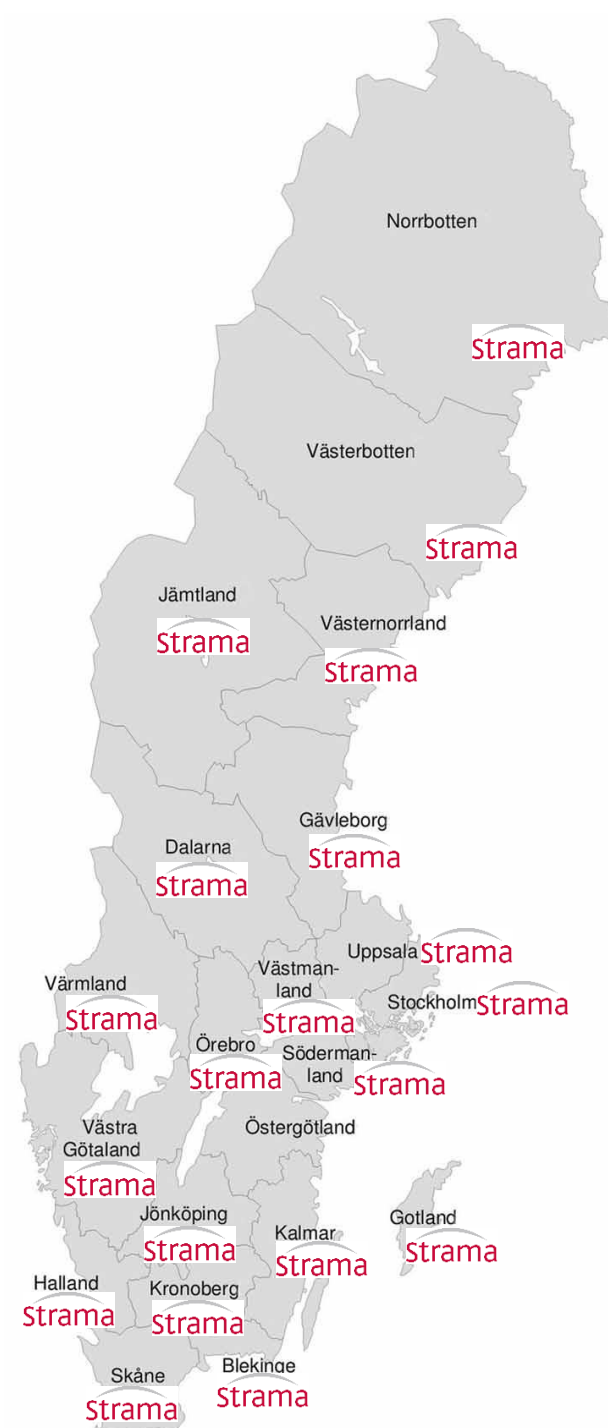 Norrbotten
Strama
Västerbotten
Strama
Jämtland
Strama
Västernorrland
Strama
Gävleborg
Strama
Dalarna
Strama
Uppsala
Strama
Västman-
land
Strama
Värmland
Strama
Stockholm
Strama
Örebro
Strama
Söderman-
land
Strama
Västra
Götaland
Strama
Östergötland
Jönköping
Strama
Kalmar
Strama
Gotland
Strama
Halland
Strama
Kronoberg
Strama
Blekinge
Strama
Skåne
Strama